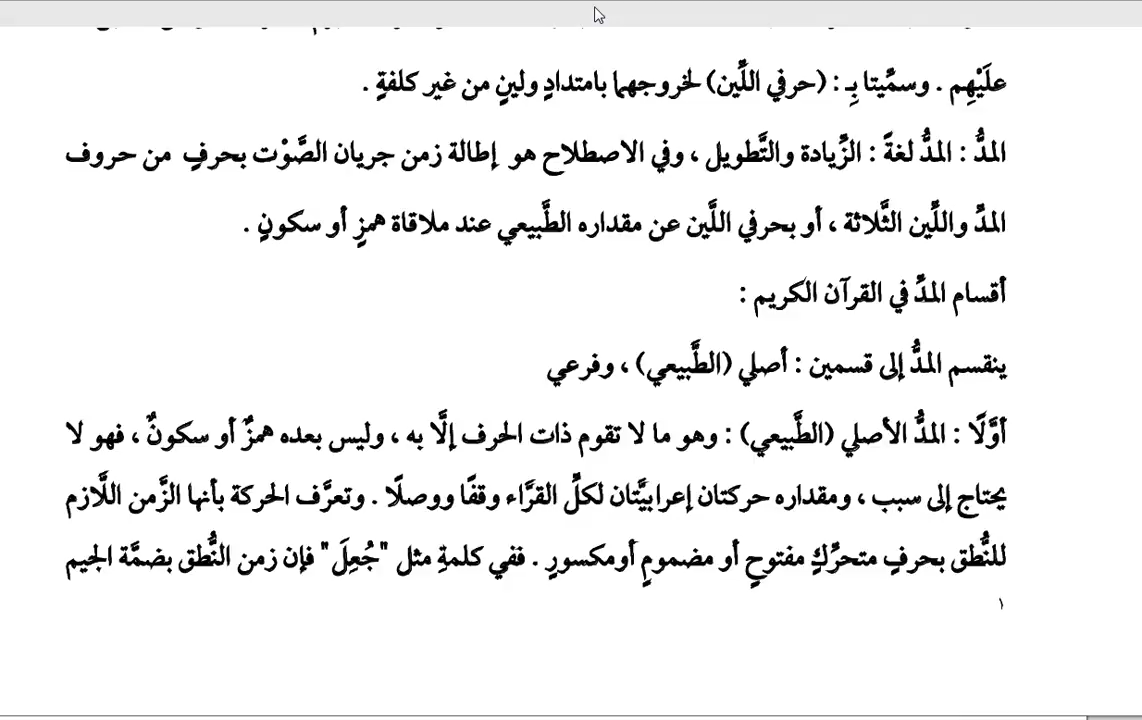 علَيْهِم . وسمِّيتا بِـ : (حرفي اللِّين) لخروجهما بامتدادٍ ولينٍ من غير كلفةٍ .
المدُّ : المدُّ لغةً : الزِّيادة والتَّطويل ، وفي الاصطلاح هو إطالة زمن جريان الصَّوْت بحرفٍ من حروف
المدِّ واللِّين الثَّلاثة ، أو بحرفي اللَّين عن مقداره الطَّبيعي عند ملاقاة همزٍ أو سكونٍ .
أقسام المدِّ في القرآن الكريم :
ينقسم المدُّ إلى قسمين : أصلي (الطَّبيعي) ، وفرعي
أوَّلًا : المدُّ الأصلي (الطَّبيعي) : وهو ما لا تقوم ذات الحرف إلَّا به ، وليس بعده همزٌ أو سكونٌ ، فهو لا
يحتاج إلى سبب ، ومقداره حركتان إعرابيَّتان لكلِّ القرَّاء وقفًا ووصلًا . وتعرَّف الحركة بأنها الزَّمن اللَّازم
للنُّطق بحرفٍ متحرِّكٍ مفتوحٍ أو مضمومٍ أومكسورٍ . ففي كلمةِ مثل "جُعِلَ" فإن زمن النُّطق بضمَّة الجيم
١